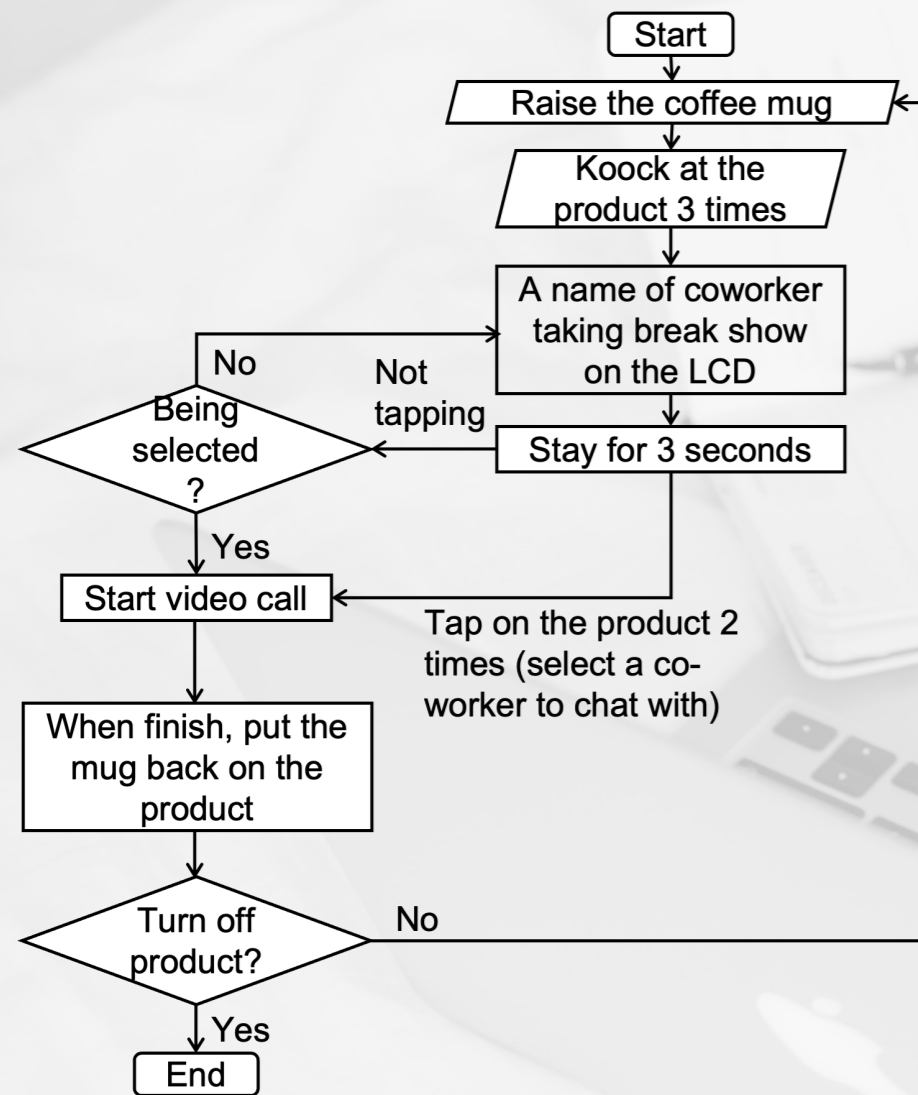 Start
Raise the coffee mug
Koock at the
product 3 times
A name of coworker
taking break show
on the LCD
No
Not
tapping
Being
selected
?
Stay for 3 seconds
Yes
Start video call
Tap on the product 2
times (select a co-
worker to chat with)
When finish, put the
mug back on the
product
Turn off
product?
No
Yes
End